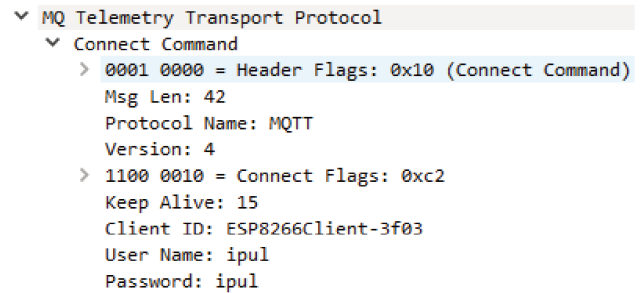 MQ Telemetry Transport Protocol
Connect Command
0001 0000 = Header Flags: 0x10 (Connect Command)
Msg Len: 42
Protocol Name: MQTT
Version: 4
1100 0010 = Connect Flags: 0xc2
Keep Alive: 15
Client ID: ESP8266Client-3f03
User Name: ipul
Password: ipul